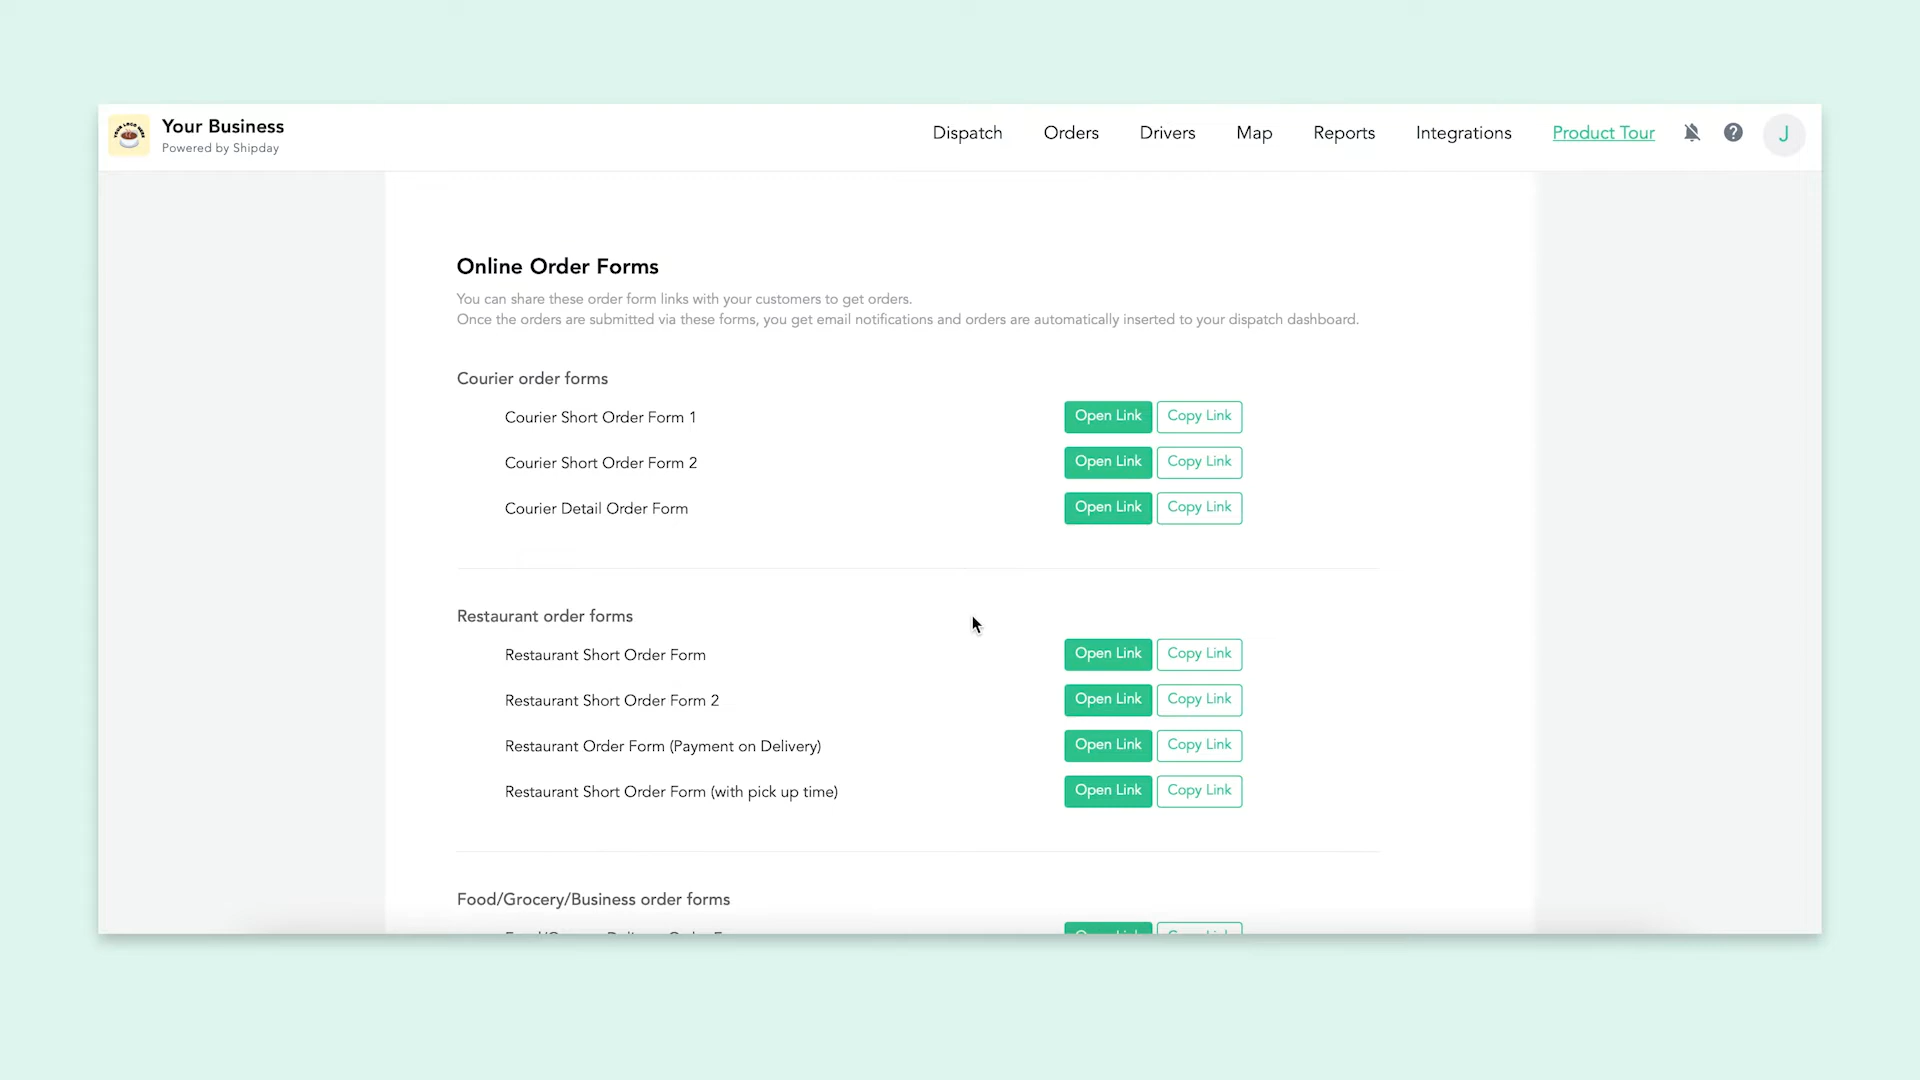 Your Business
Powered by Shipday
Dispatch
Orders
Drivers
Map
Reports
Integrations
Product Tour
J
Online Order Forms
You can share these order form links with your customers to get orders.
Once the orders are submitted via these forms, you get email notifications and orders are automatically inserted to your dispatch dashboard.
Courier order forms
Courier Short Order Form 1
Open Link
Copy Link
Courier Short Order Form 2
Open Link
Copy Link
Courier Detail Order Form
Open Link
Copy Link
Restaurant order forms
Restaurant Short Order Form
Open Link
Copy Link
Restaurant Short Order Form 2
Open Link
Copy Link
Restaurant Order Form (Payment on Delivery)
Open Link
Copy Link
Restaurant Short Order Form (with pick up time)
Open Link
Copy Link
Food/Grocery/Business order forms